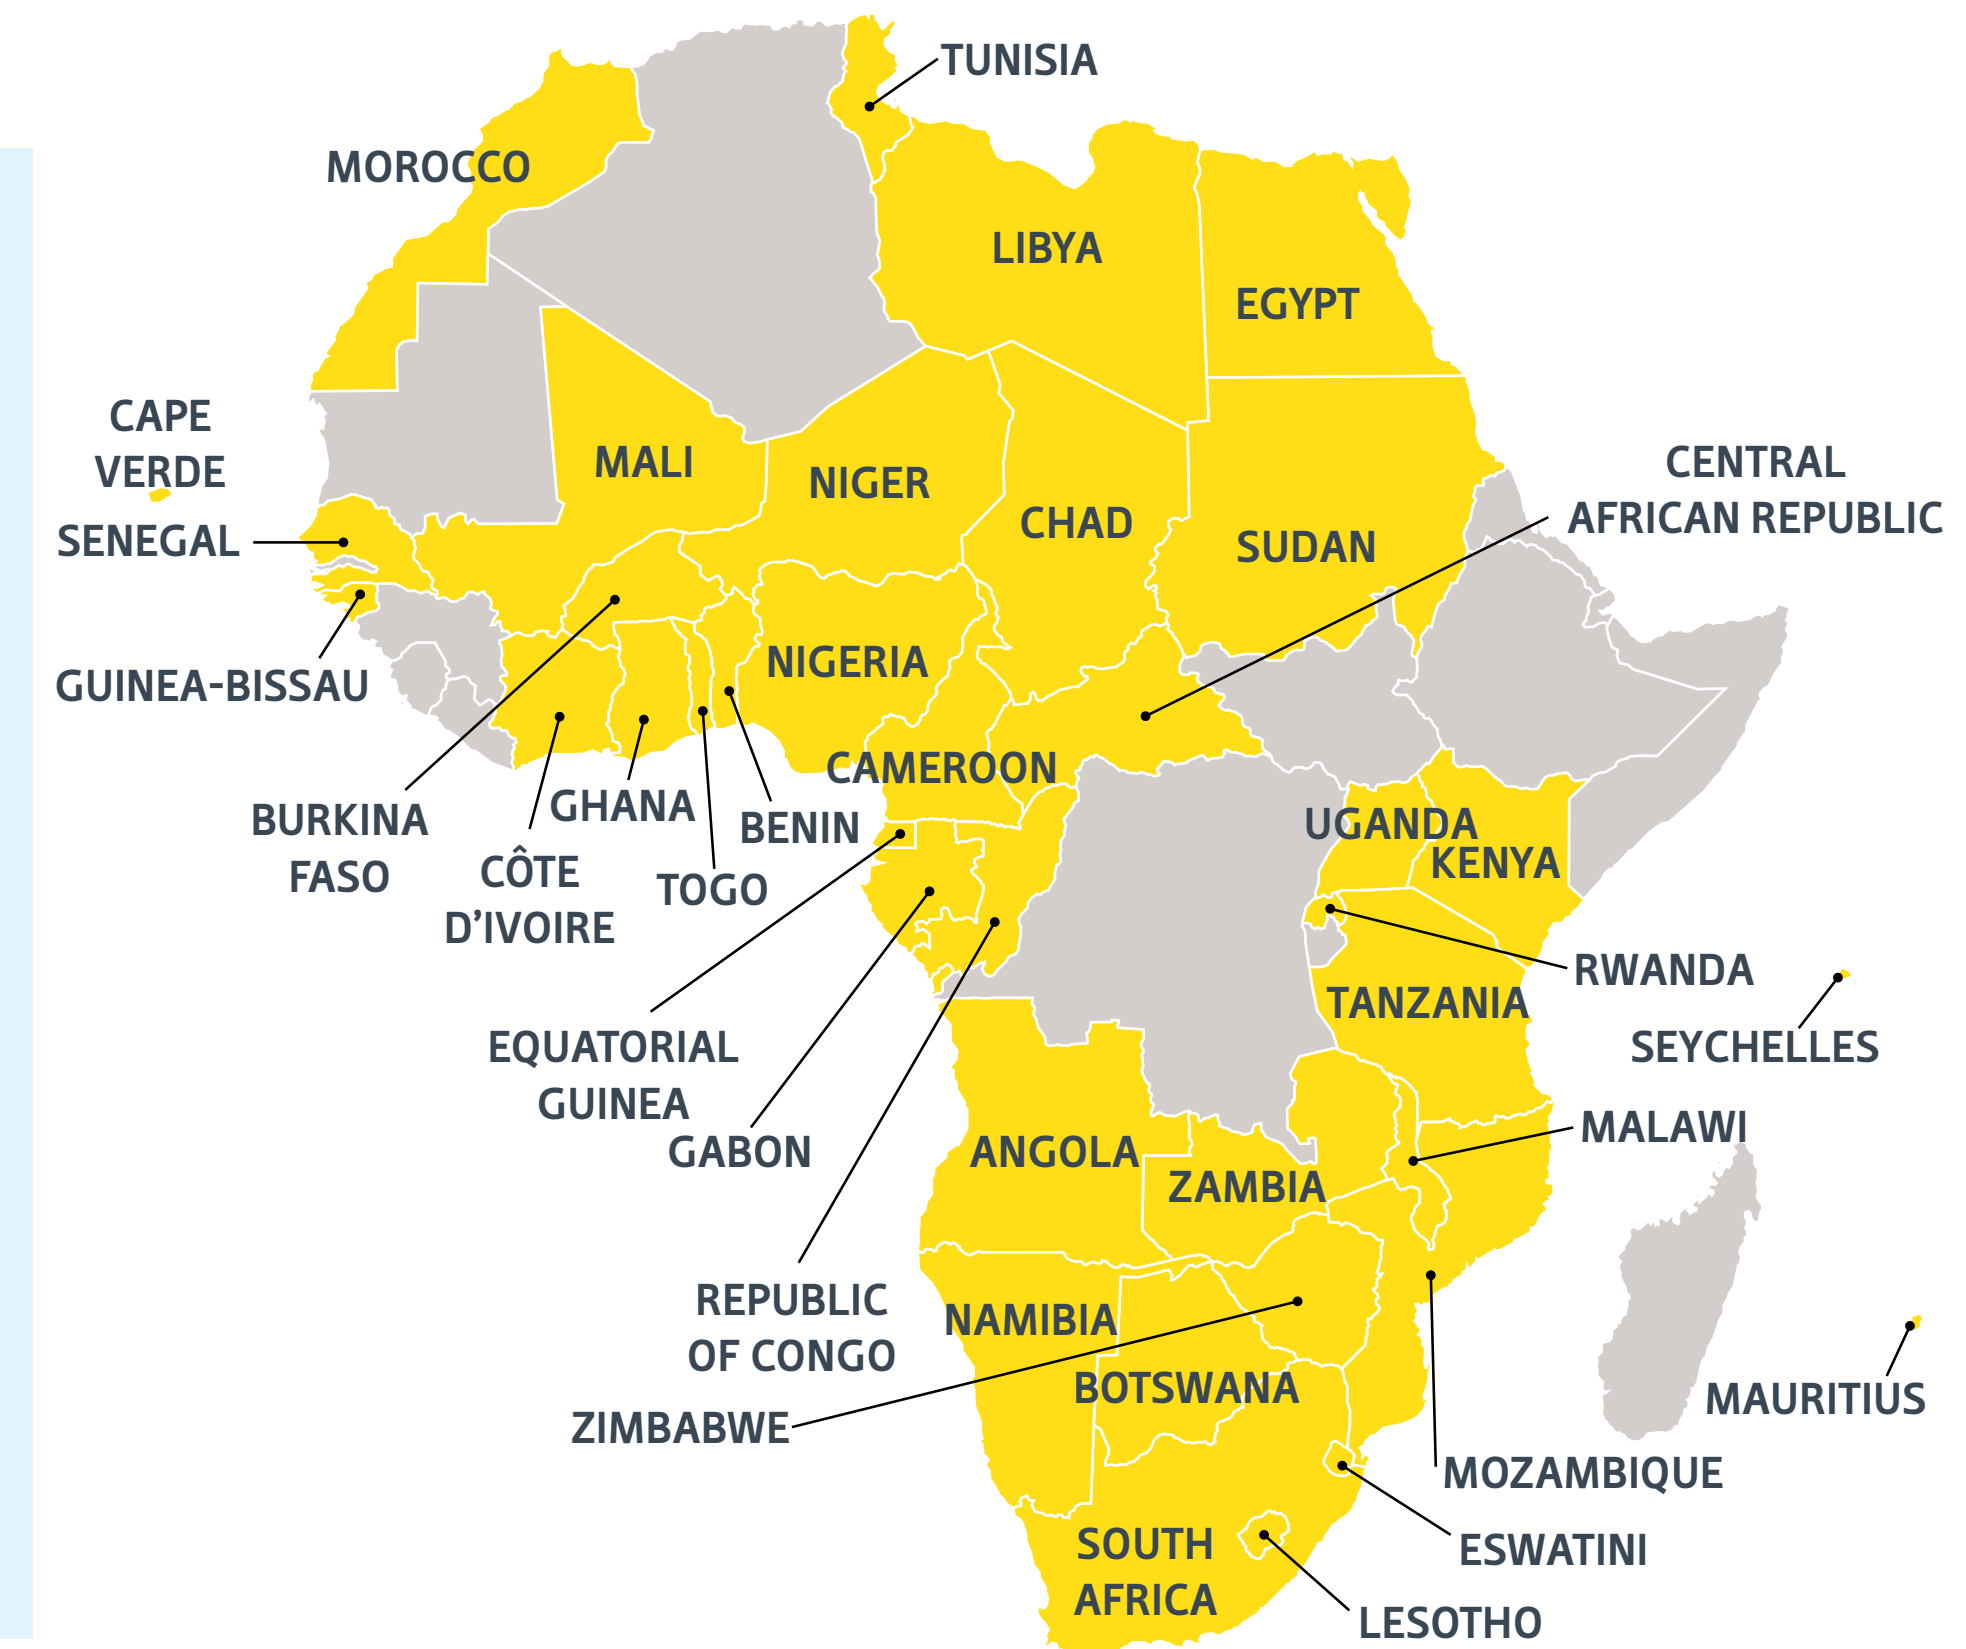 TUNISIA
MOROCCO
LIBYA
EGYPT
CAPE
VERDE
MALI
NIGER
CENTRAL
AFRICAN REPUBLIC
CHAD
SENEGAL
SUDAN
GUINEA-BISSAU
NIGERIA
CAMEROON
BURKINA
FASO
GHANA
BENIN
UGANDA
KENYA
CÔTE
D’IVOIRE
TOGO
RWANDA
TANZANIA
SEYCHELLES
EQUATORIAL
GUINEA
GABON
ANGOLA
MALAWI
ZAMBIA
REPUBLIC
OF CONGO
NAMIBIA
BOTSWANA
MAURITIUS
ZIMBABWE
MOZAMBIQUE
SOUTH
AFRICA
ESWATINI
LESOTHO